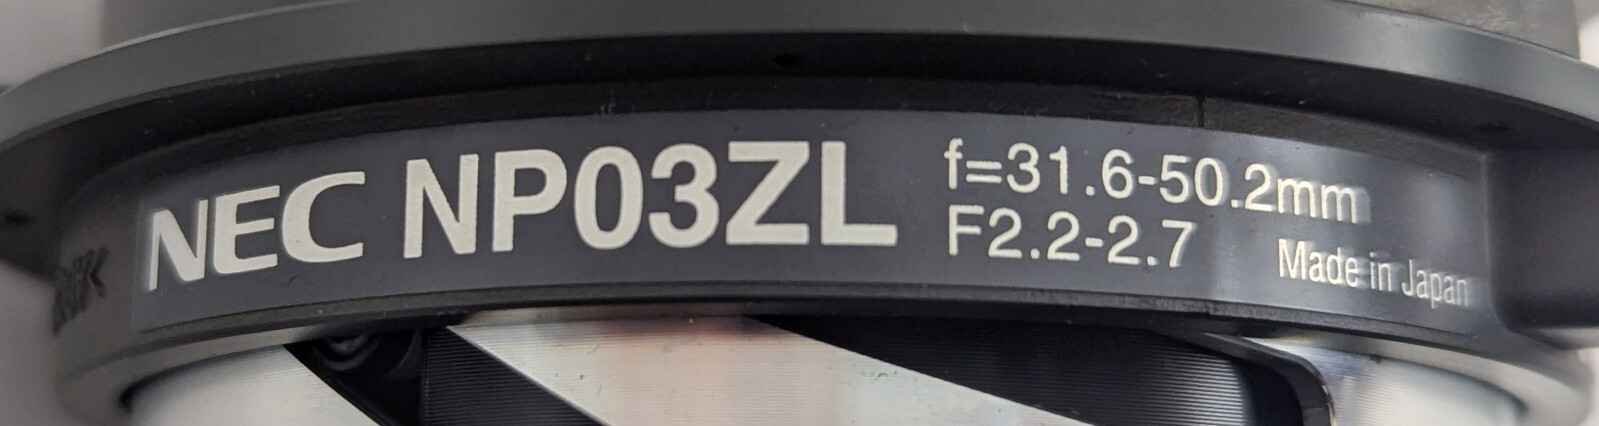 NEC NP03ZL
f=31.6-50.2mm
F2.2-2.7
Made in Japan